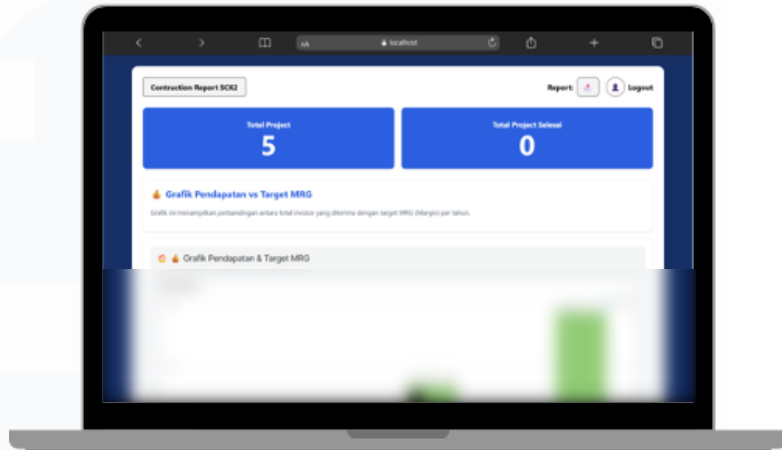 AA
localhost
Contruction Report SCK2
Report:
Logout
Total Project
5
Total Project Selesai
0
Grafik Pendapatan vs Target MRG
Grafik ini menampilkan perbandingan antara total invoice yang diterima dengan target MRG (Margin) per tahun.
Grafik Pendapatan & Target MRG